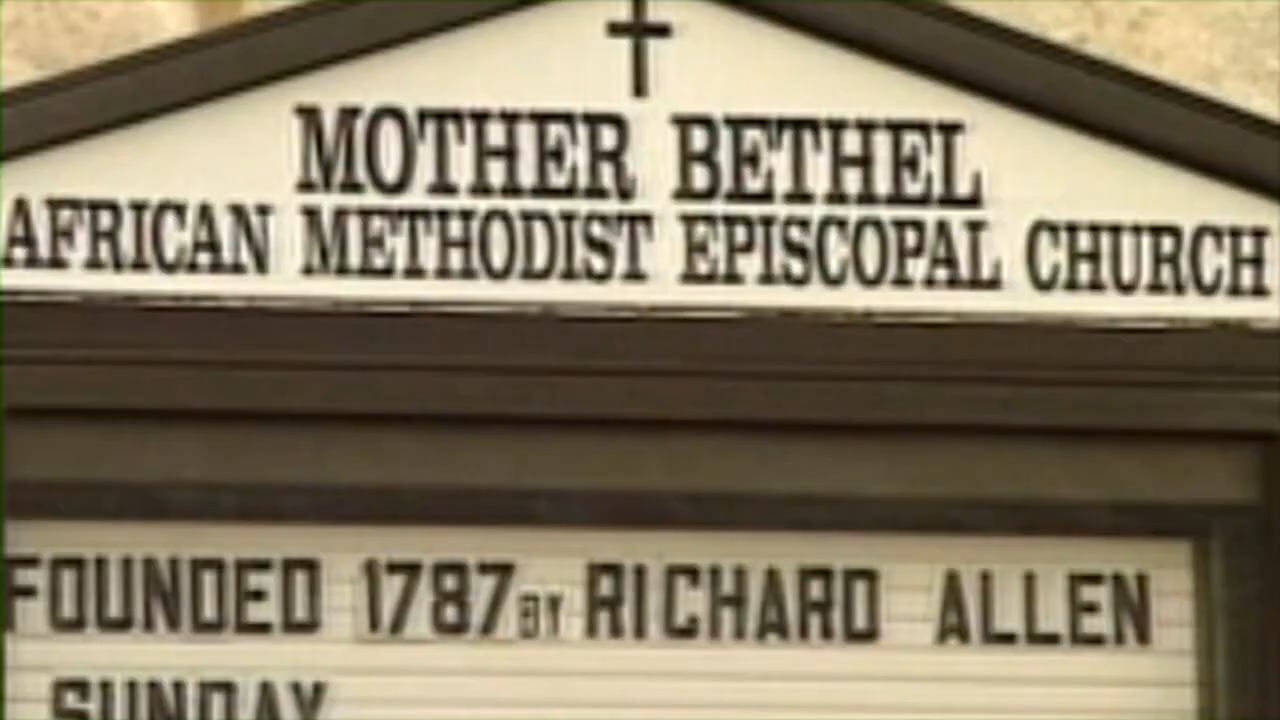 MOTHER BETHEL
AFRICAN METHODIST EPISCOPAL CHURCH
FOUNDED 1787 BY RICHARD ALLEN
SUNDAY